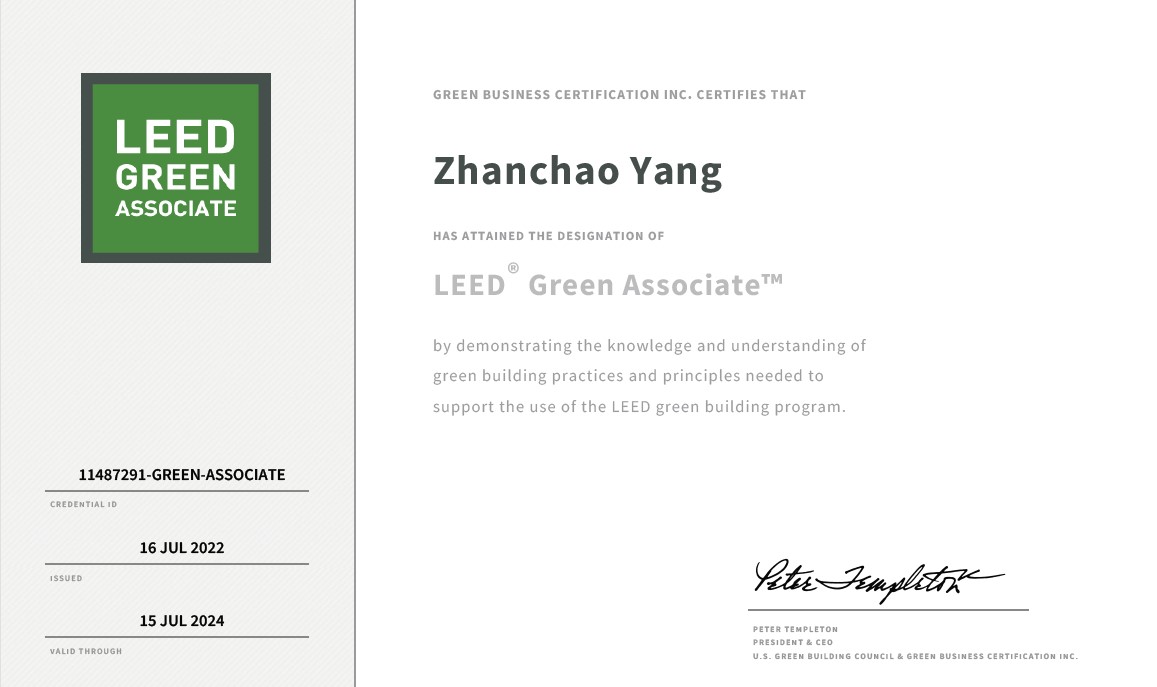 LEED
GREEN
ASSOCIATE
11487291-GREEN-ASSOCIATE
CREDENTIAL ID
16 JUL 2022
ISSUED
15 JUL 2024
VALID THROUGH
GREEN BUSINESS CERTIFICATION INC. CERTIFIES THAT
Zhanchao Yang
HAS ATTAINED THE DESIGNATION OF
LEED® Green Associate™
by demonstrating the knowledge and understanding of
green building practices and principles needed to
support the use of the LEED green building program.
Peter Templeton
PETER TEMPLETON
PRESIDENT & CEO
U.S. GREEN BUILDING COUNCIL & GREEN BUSINESS CERTIFICATION INC.